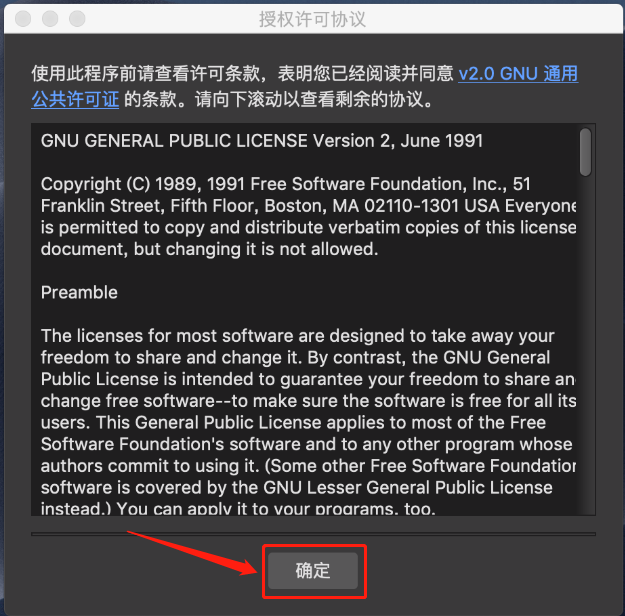 授权许可协议
使用此程序前请查看许可条款，表明您已经阅读并同意 v2.0 GNU 通用
公共许可证 的条款。请向下滚动以查看剩余的协议。
GNU GENERAL PUBLIC LICENSE Version 2, June 1991
Copyright (C) 1989, 1991 Free Software Foundation, Inc., 51
Franklin Street, Fifth Floor, Boston, MA 02110-1301 USA Everyone
is permitted to copy and distribute verbatim copies of this license
document, but changing it is not allowed.
Preamble
The licenses for most software are designed to take away your
freedom to share and change it. By contrast, the GNU General
Public License is intended to guarantee your freedom to share an
change free software--to make sure the software is free for all its
users. This General Public License applies to most of the Free
Software Foundation's software and to any other program whose
authors commit to using it. (Some other Free Software Foundation
software is covered by the GNU Lesser General Public License
instead.) You can apply it to your programs, too.
确定